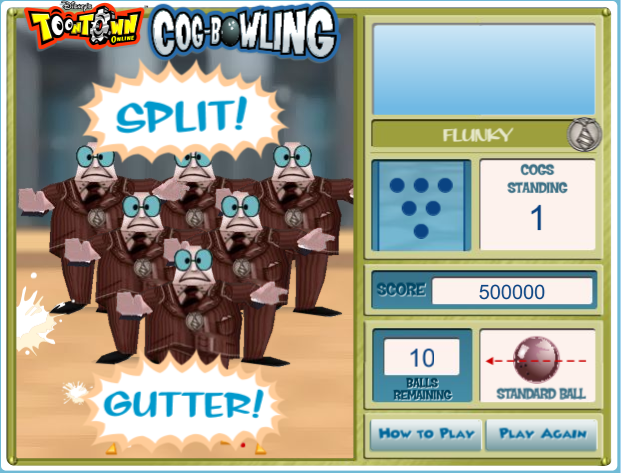 Disney's
TOONTOWN
ONLINE
COG-BOWLING
SPLIT!
GUTTER!
FLUNKY
COGS
STANDING
1
SCORE 500000
10
BALLS
REMAINING
STANDARD BALL
HOW TO PLAY
PLAY AGAIN